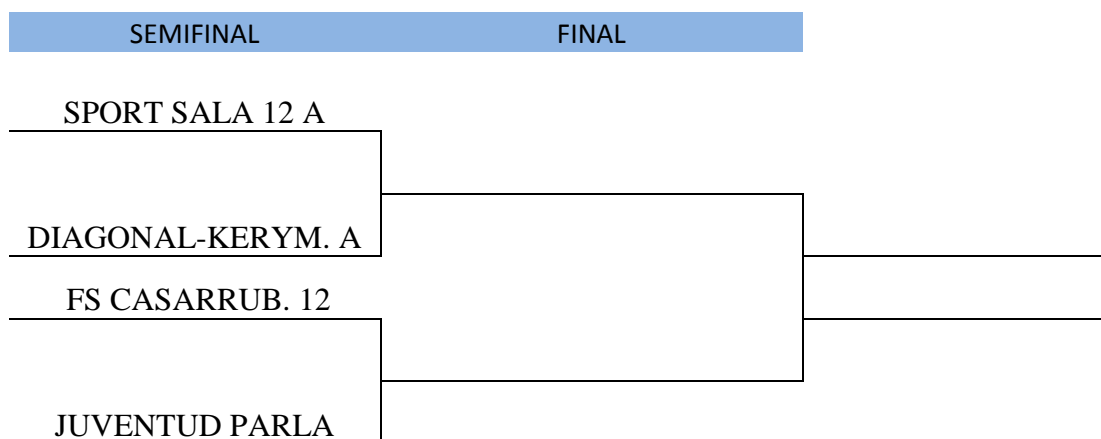 SEMIFINAL FINAL
SPORT SALA 12 A
DIAGONAL-KERYM. A
FS CASARRUB. 12
JUVENTUD PARLA